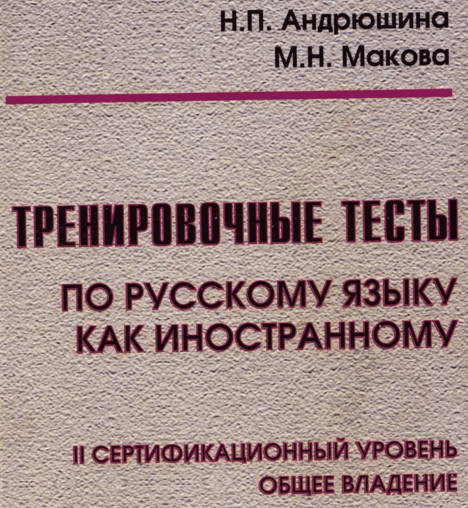 Н.П. Андрюшина
М.Н. Макова
ТРЕНИРОВОЧНЫЕ ТЕСТЫ
ПО РУССКОМУ ЯЗЫКУ
КАК ИНОСТРАННОМУ
II СЕРТИФИКАЦИОННЫЙ УРОВЕНЬ
ОБЩЕЕ ВЛАДЕНИЕ